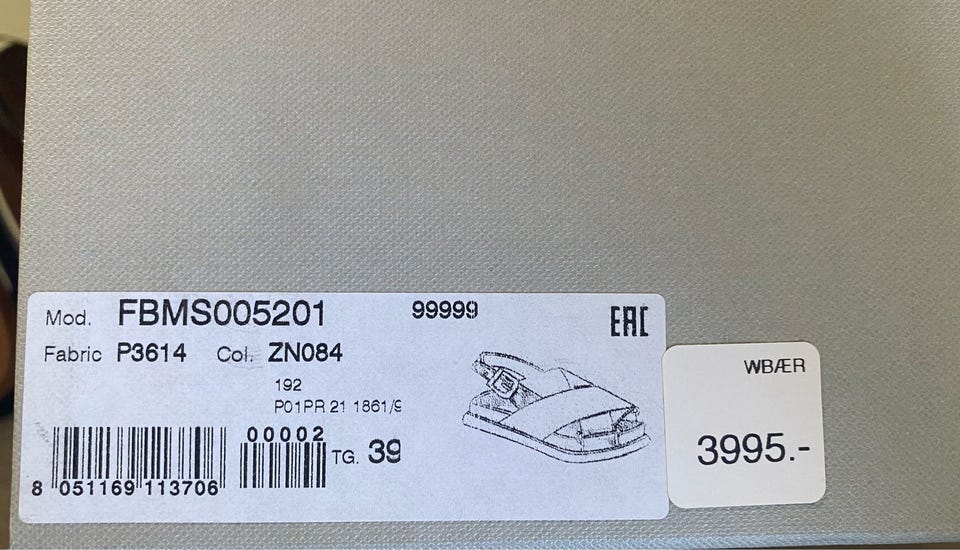 Mod. FBMS005201 99999
EAC
Fabric P3614 Col. ZN084
192
P01PR 21 1861/9
00002
TG. 39
8 051169 113706
WBÆR
3995.-